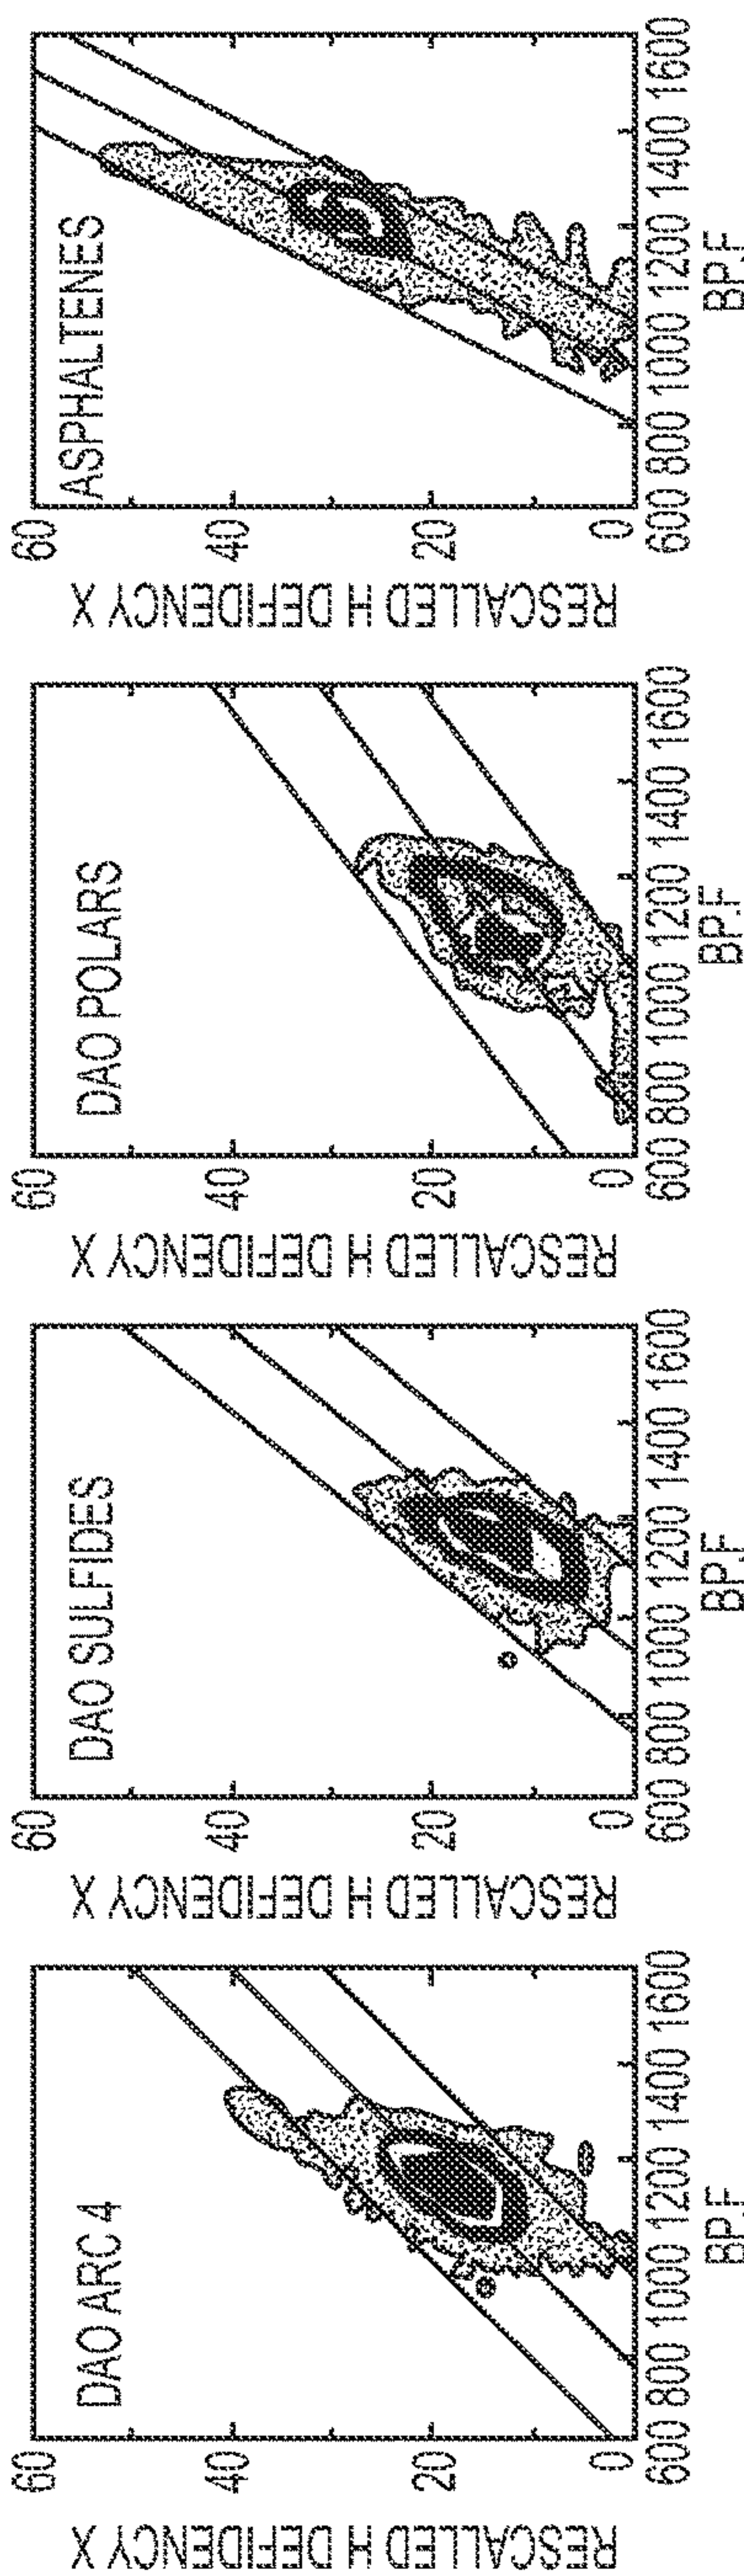 60
40
20
0
RESCALLED H DEFIDENCY X
DAO ARC 4
600 800 1000 1200 1400 1600
BP.F
60
40
20
0
RESCALLED H DEFIDENCY X
DAO SULFIDES
600 800 1000 1200 1400 1600
BP.F
60
40
20
0
RESCALLED H DEFIDENCY X
DAO POLARS
600 800 1000 1200 1400 1600
BP.F
60
40
20
0
RESCALLED H DEFIDENCY X
ASPHALTENES
600 800 1000 1200 1400 1600
BP.F